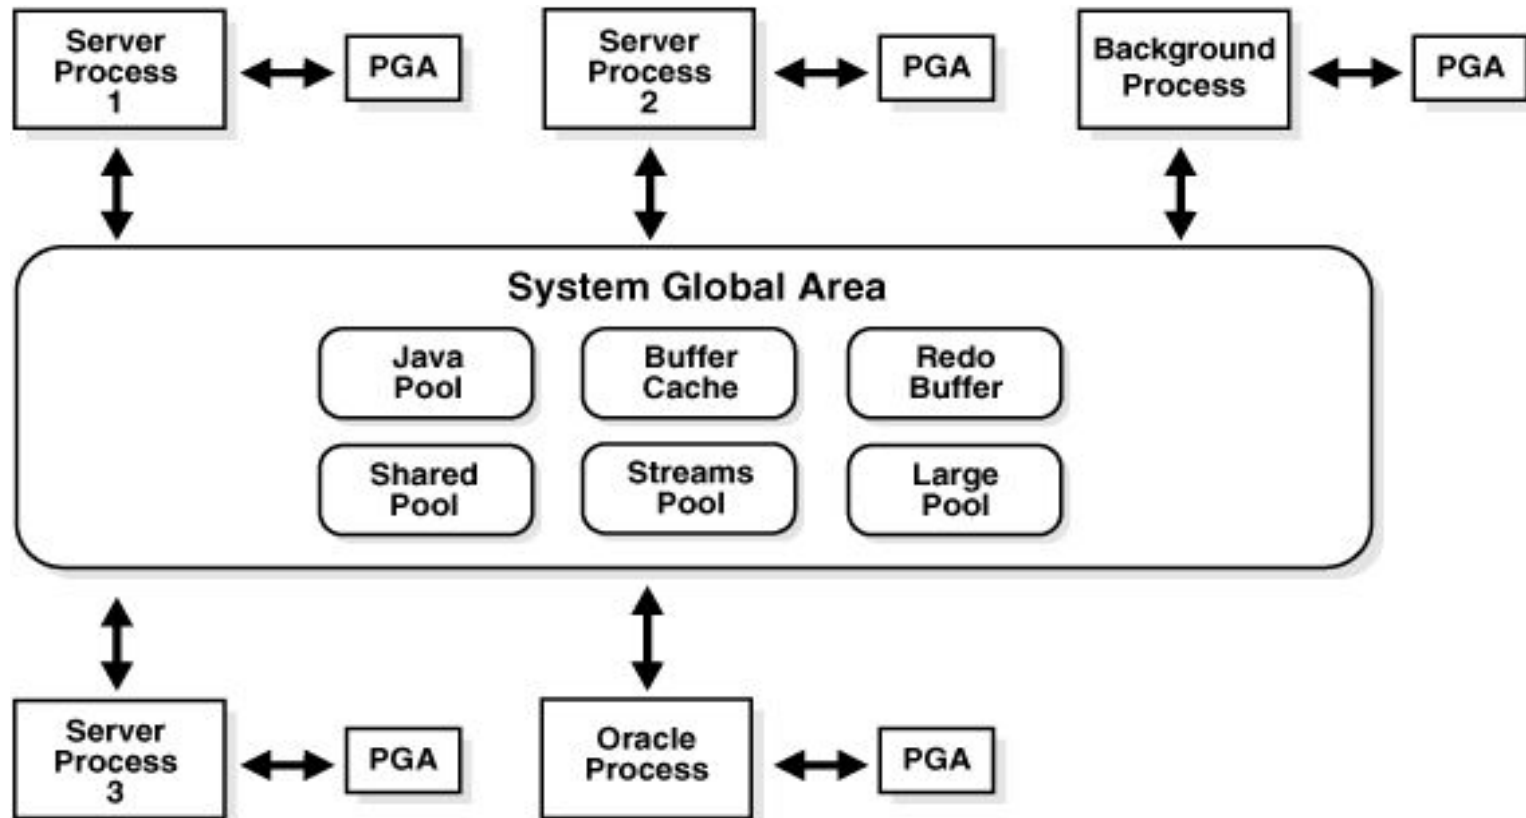 Server
Process
1
PGA
Server
Process
2
PGA
Background
Process
PGA
System Global Area
Java
Pool
Buffer
Cache
Redo
Buffer
Shared
Pool
Streams
Pool
Large
Pool
Server
Process
3
PGA
Oracle
Process
PGA